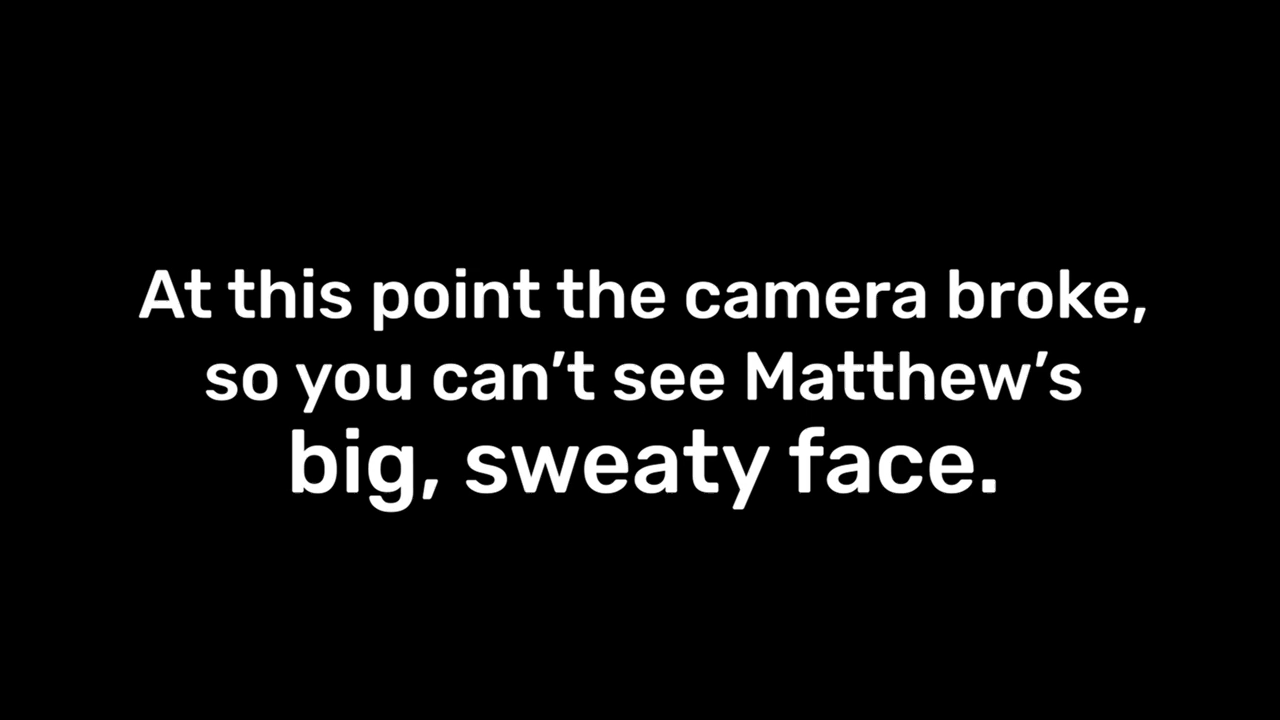 At this point the camera broke,
so you can’t see Matthew’s
big, sweaty face.